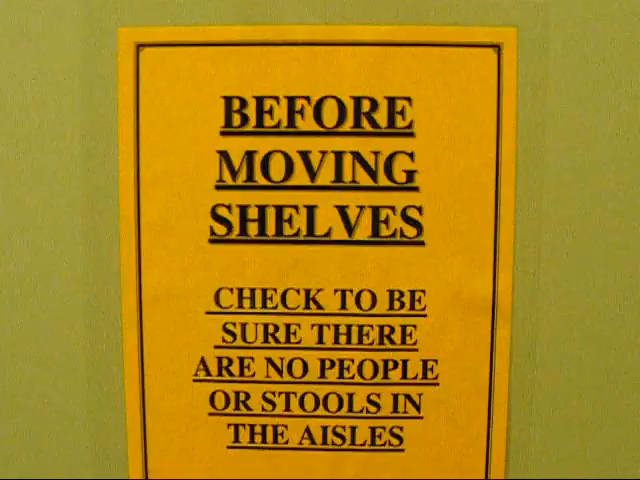 BEFORE
MOVING
SHELVES
CHECK TO BE
SURE THERE
ARE NO PEOPLE
OR STOOLS IN
THE AISLES